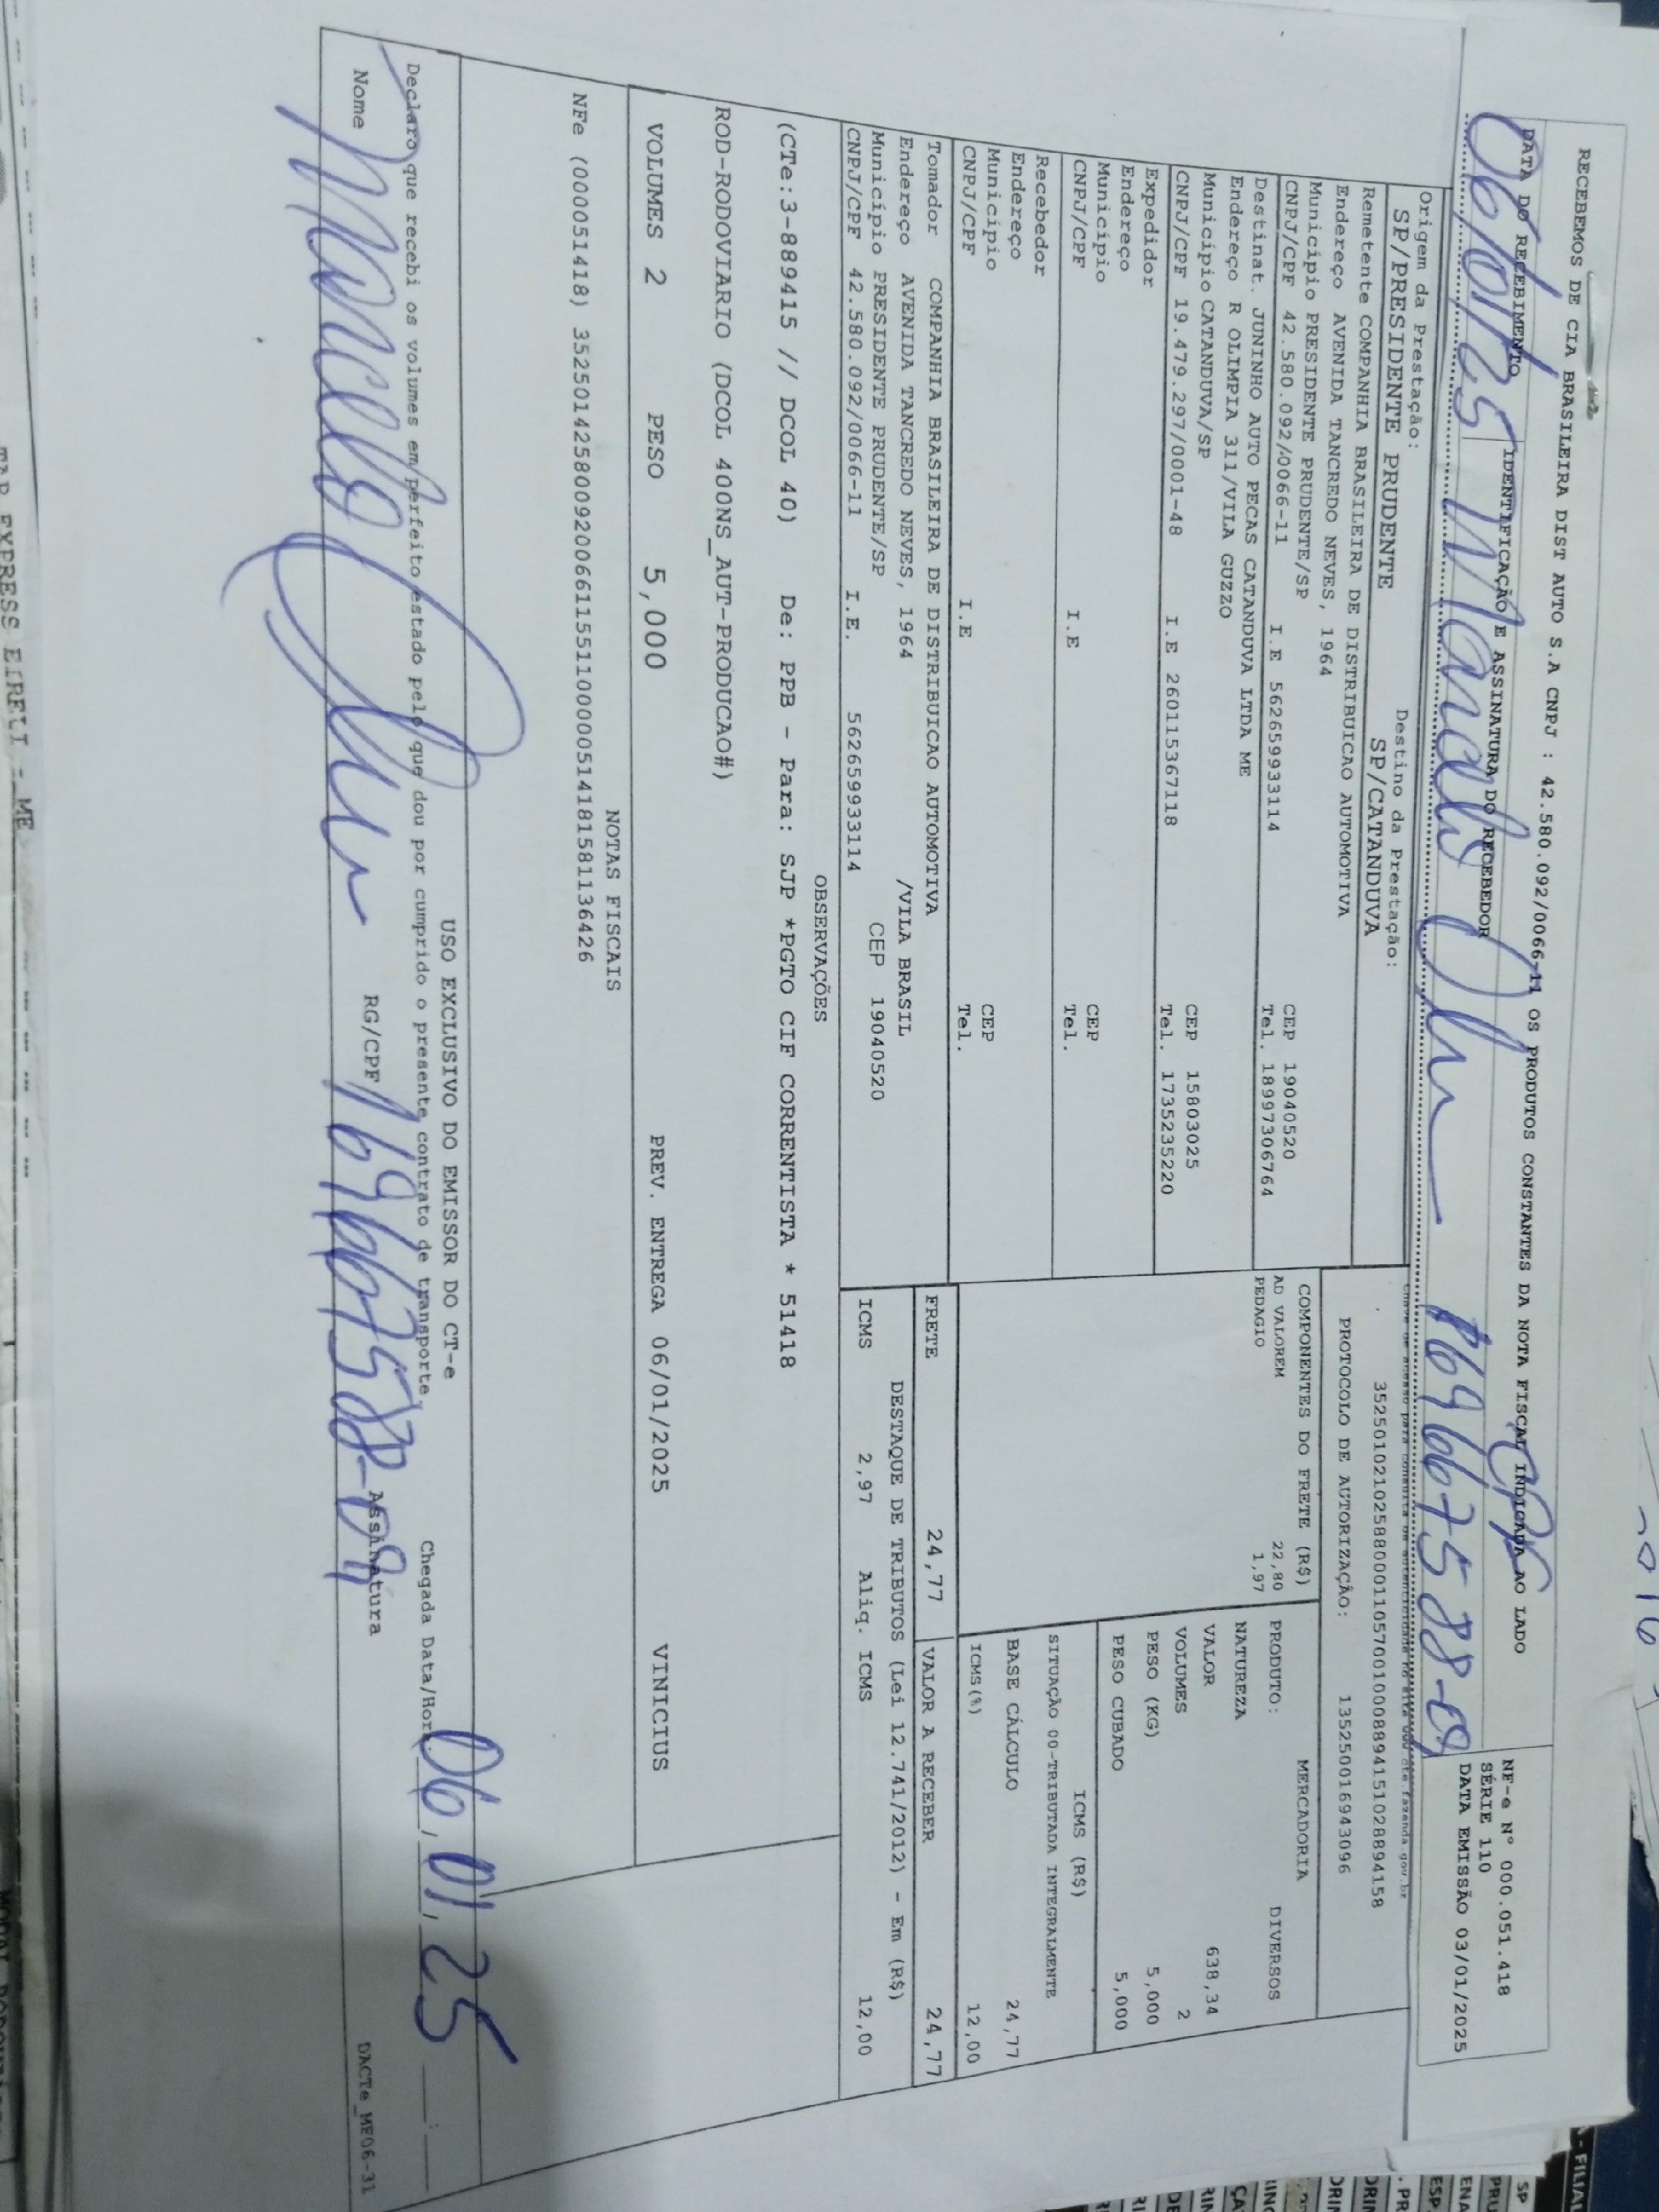 RECEBEMOS DE CIA BRASILEIRA DIST AUTO S.A CNPJ : 42.580.092/0066-11 OS PRODUTOS CONSTANTES DA NOTA FISCAL INDICADA AO LADO
NF-e N° 000.051.418
SÉRIE 110
DATA EMISSÃO 03/01/2025
DATA DO RECEBIMENTO
IDENTIFICAÇÃO E ASSINATURA DO RECEBEDOR
06/01/25
CPF
Origem da Prestação:
SP/PRESIDENTE PRUDENTE
Destino da Prestação:
SP/CATANDUVA
35250102102588000110570010008894151028894158
PROTOCOLO DE AUTORIZAÇÃO: 135250016943096
Remetente COMPANHIA BRASILEIRA DE DISTRIBUICAO AUTOMOTIVA
Endereço AVENIDA TANCREDO NEVES, 1964
Município PRESIDENTE PRUDENTE/SP CEP 19040520
CNPJ/CPF 42.580.092/0066-11 I.E 562659933114 Tel. 18997306764
Destinat. JUNINHO AUTO PECAS CATANDUVA LTDA ME
Endereço R OLIMPIA 311/VILA GUZZO
Município CATANDUVA/SP CEP 15803025
CNPJ/CPF 19.479.297/0001-48 I.E 260115367118 Tel. 1735235220
Expedidor
Endereço
Município CEP
CNPJ/CPF I.E Tel.
Recebedor
Endereço
Município CEP
CNPJ/CPF I.E Tel.
Tomador COMPANHIA BRASILEIRA DE DISTRIBUICAO AUTOMOTIVA
Endereço AVENIDA TANCREDO NEVES, 1964 /VILA BRASIL
Município PRESIDENTE PRUDENTE/SP CEP 19040520
CNPJ/CPF 42.580.092/0066-11 I.E. 562659933114
COMPONENTES DO FRETE (R$)
AD VALOREM 22,80
PEDAGIO 1,97
MERCADORIA
PRODUTO: DIVERSOS
NATUREZA
VALOR 638,34
VOLUMES 2
PESO (KG) 5,000
PESO CUBADO 5,000
ICMS (R$)
SITUAÇÃO 00-TRIBUTADA INTEGRALMENTE
BASE CÁLCULO 24,77
ICMS(%) 12,00
FRETE 24,77
VALOR A RECEBER 24,77
DESTAQUE DE TRIBUTOS (Lei 12.741/2012) - Em (R$)
ICMS 2,97 Aliq. ICMS 12,00
OBSERVAÇÕES
(CTe:3-889415 // DCOL 40) De: PPB - Para: SJP *PGTO CIF CORRENTISTA * 51418
ROD-RODOVIARIO (DCOL 400NS_AUT-PRODUCAO#)
VOLUMES 2 PESO 5,000 PREV. ENTREGA 06/01/2025 VINICIUS
NOTAS FISCAIS
NFe (000051418) 35250142580092006611551100000514181581136426
USO EXCLUSIVO DO EMISSOR DO CT-e
Declaro que recebi os volumes em perfeito estado pelo que dou por cumprido o presente contrato de transporte.
Chegada Data/Hora 06/01/25
Nome
RG/CPF
Assinatura
DACTe_ME06-31